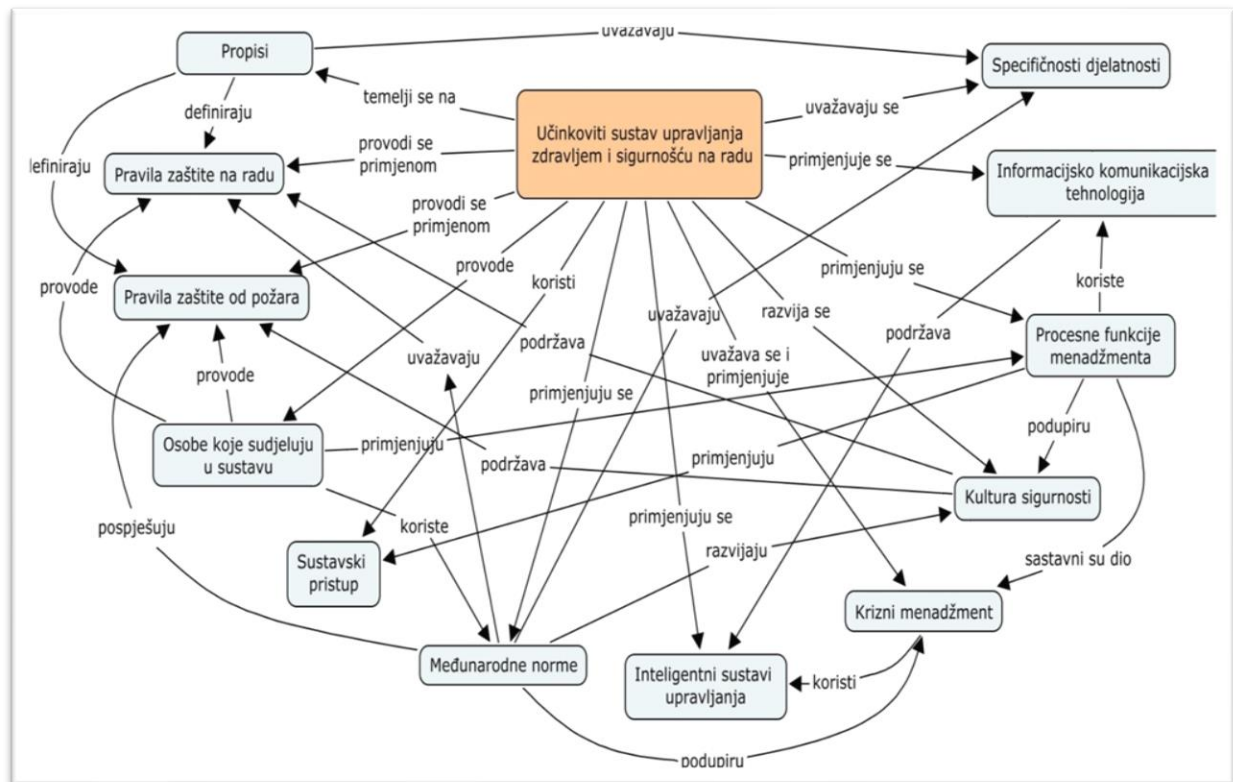 uvažavaju
Propisi
Specifičnosti djelatnosti
temelji se na
uvažavaju se
definiraju
Učinkoviti sustav upravljanja
zdravljem i sigurnošću na radu
provodi se
primjenom
primjenjuje se
Informacijsko komunikacijska
tehnologija
lefiniraju
Pravila zaštite na radu
provodi se
primjenom
provode
koristi
primjenjuju se
koriste
provode
Pravila zaštite od požara
uvažavaju
razvija se
podržava
Procesne funkcije
menadžmenta
podržava
uvažavaju
uvažava se i
primjenjuje
provode
primjenjuju se
podupiru
Osobe koje sudjeluju
u sustavu
primjenjuju
primjenjuju
podržava
Kultura sigurnosti
pospješuju
koriste
primjenjuju se
razvijaju
sastavni su dio
Sustavski
pristup
Krizni menadžment
Međunarodne norme
Inteligentni sustavi
upravljanja
koristi
podupiru